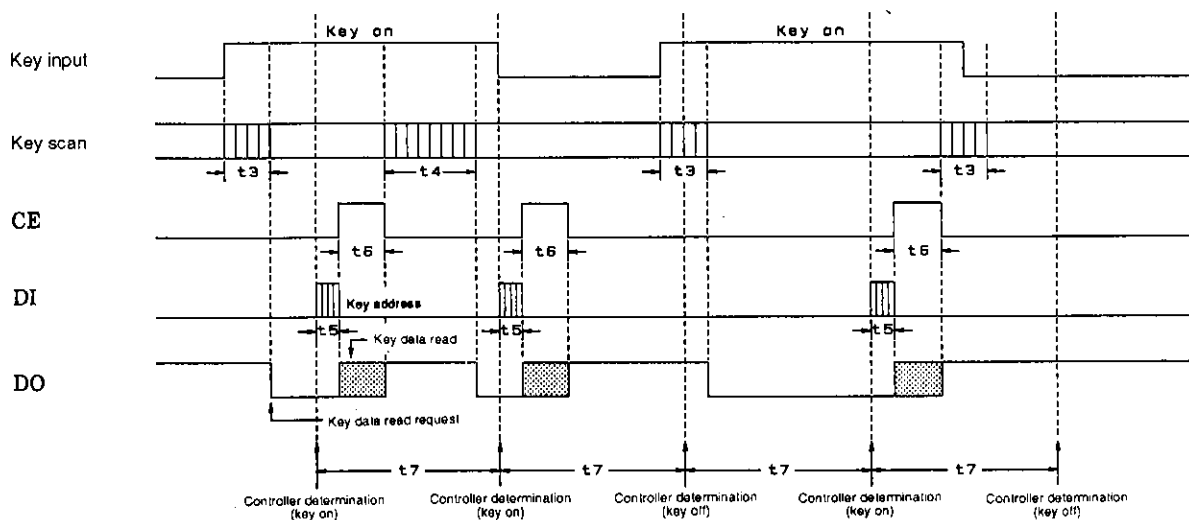 Key on
Key on
Key input
Key scan
t3
t4
t3
t3
CE
t6
t6
t6
DI
Key address
t5
t5
t5
Key data read
DO
Key data read request
t7
t7
t7
t7
Controller determination
(key on)
Controller determination
(key on)
Controller determination
(key off)
Controller determination
(key on)
Controller determination
(key off)